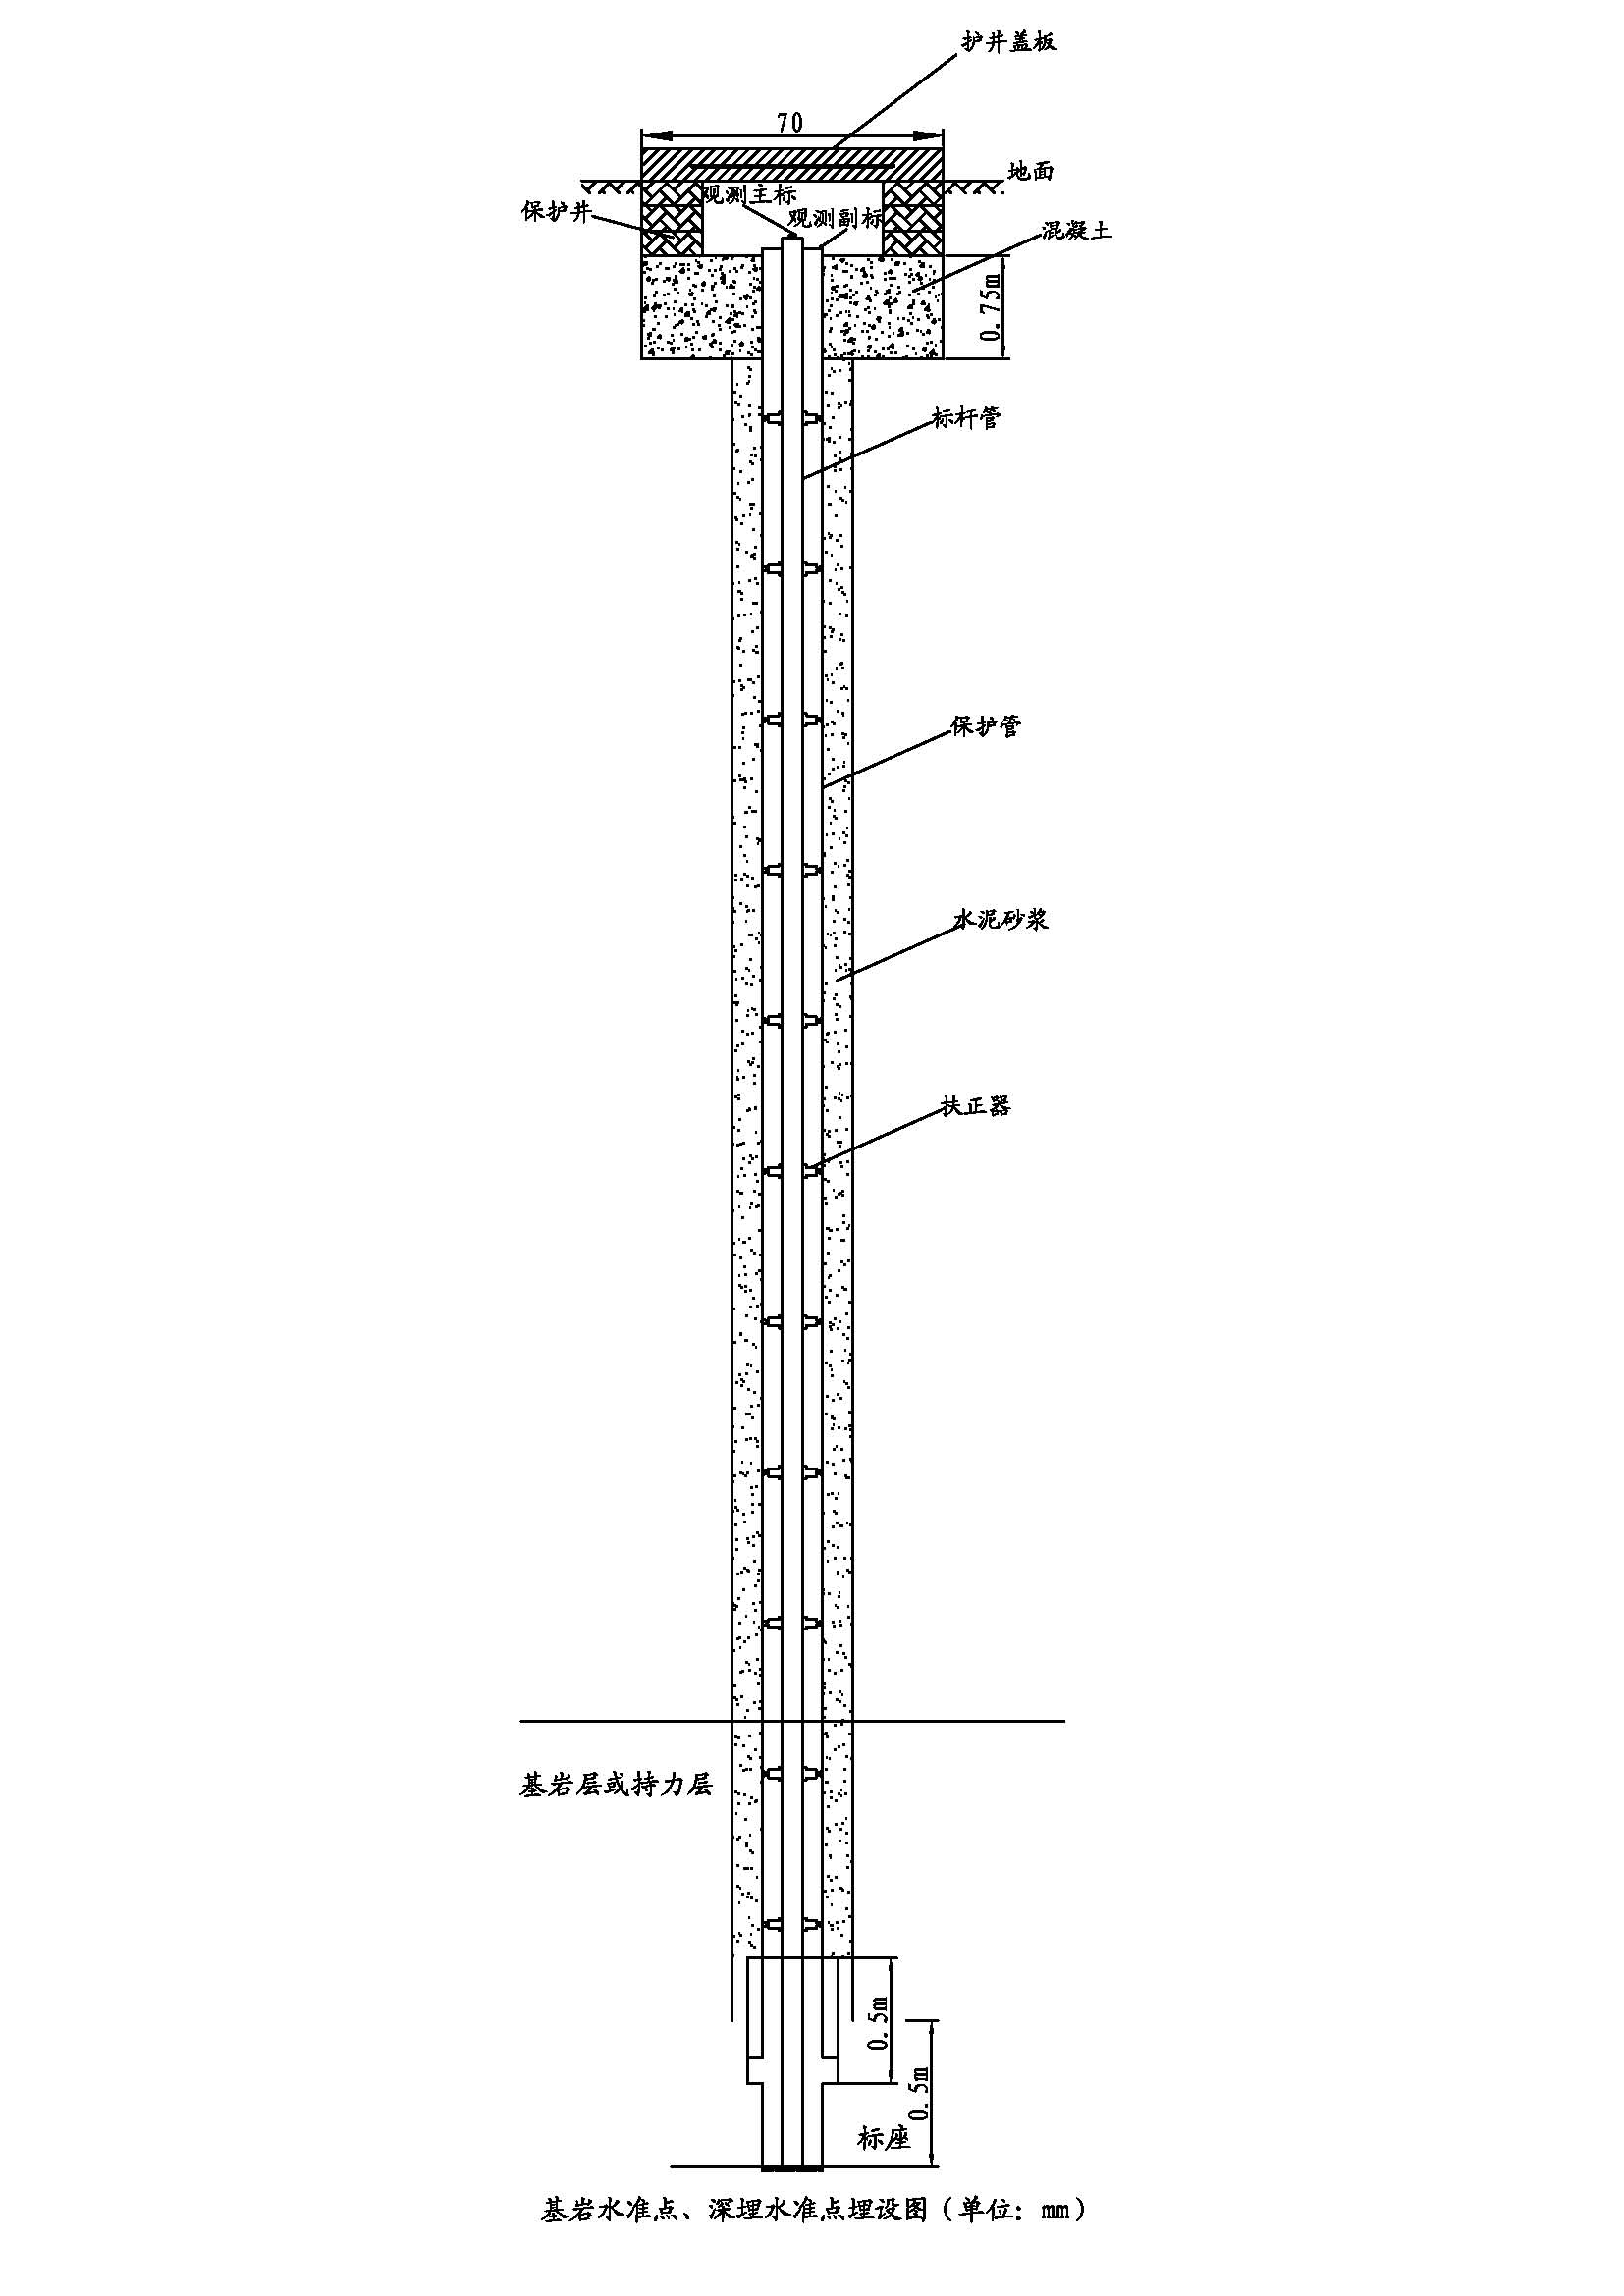 护井盖板
70
地面
观测主标
保护井
观测副标
混凝土
0.75m
标杆管
保护管
水泥砂浆
扶正器
基岩层或持力层
0.5m
0.5m
标座
基岩水准点、深埋水准点埋设图（单位：mm）